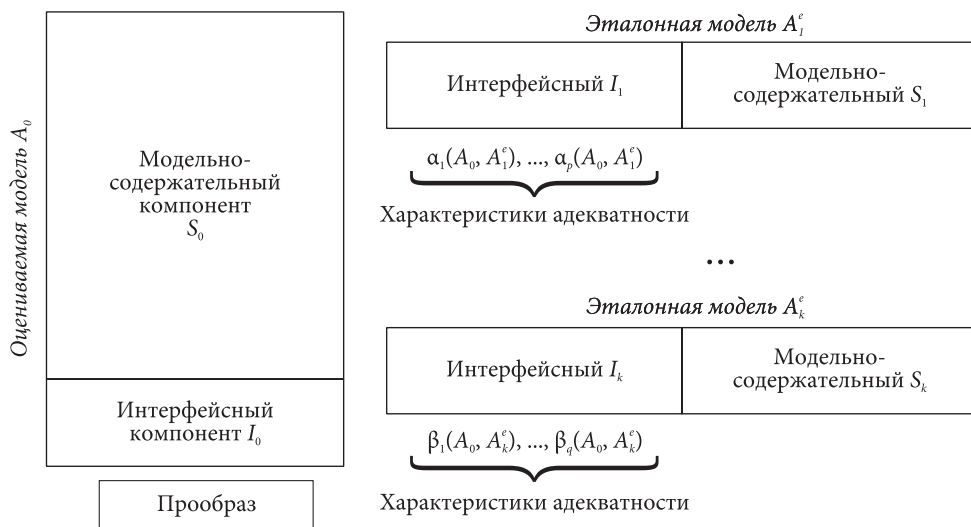 Оцениваемая модель A₀
Модельно-
содержательный
компонент
S₀
Интерфейсный
компонент I₀
Прообраз
Эталонная модель A₁ᵉ
Интерфейсный I₁
Модельно-
содержательный S₁
α₁(A₀, A₁ᵉ), ..., αₚ(A₀, A₁ᵉ)
Характеристики адекватности
...
Эталонная модель Aₖᵉ
Интерфейсный Iₖ
Модельно-
содержательный Sₖ
β₁(A₀, Aₖᵉ), ..., β_q(A₀, Aₖᵉ)
Характеристики адекватности